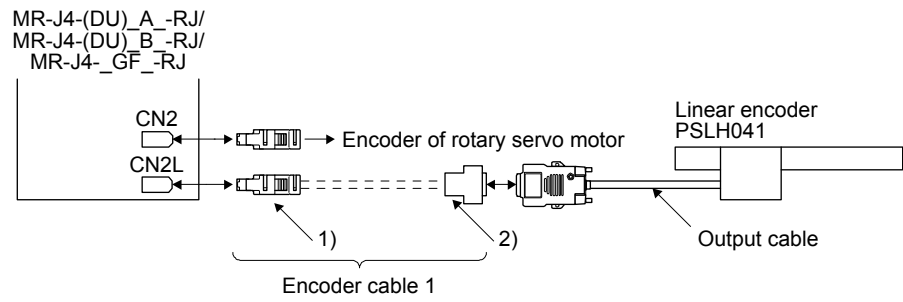 MR-J4-(DU)_A_-RJ/
MR-J4-(DU)_B_-RJ/
MR-J4-_GF_-RJ
CN2
Encoder of rotary servo motor
CN2L
Linear encoder
PSLH041
1)
2)
Output cable
Encoder cable 1